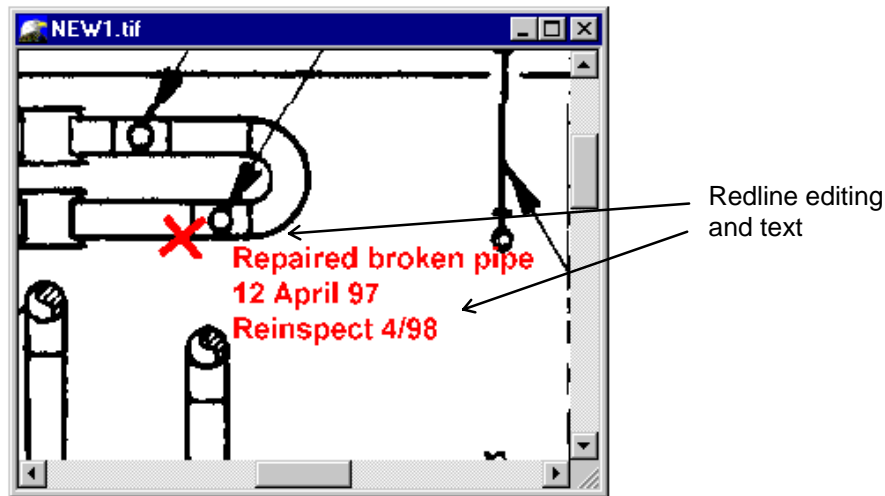 NEW1.tif
Redline editing
and text
Repaired broken pipe
12 April 97
Reinspect 4/98